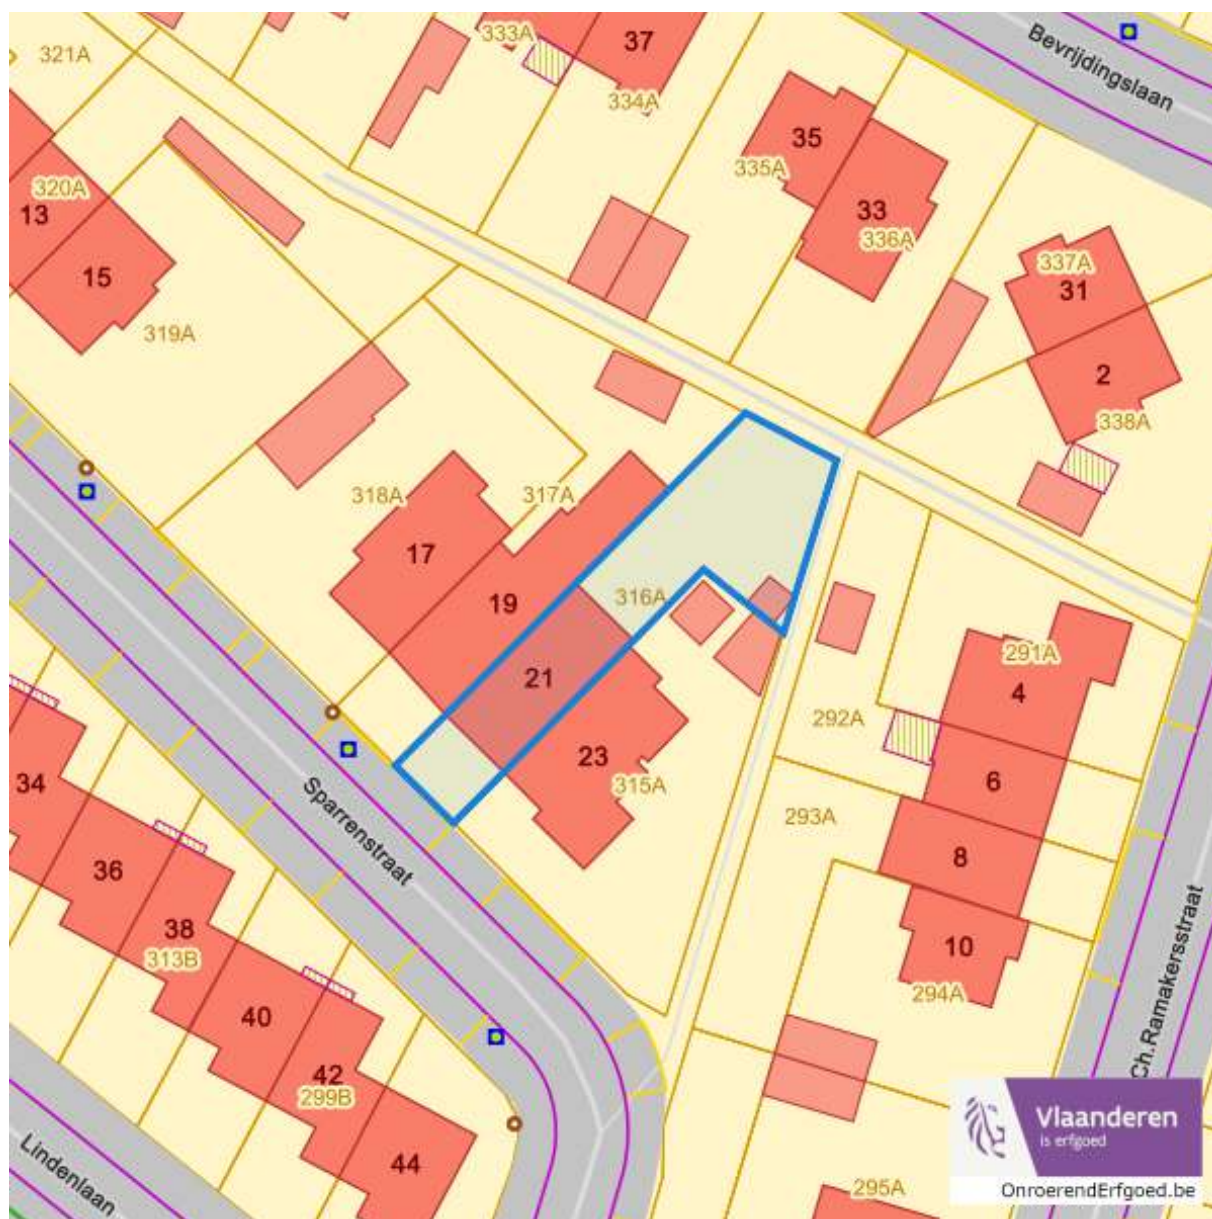 333A
37
Bevrijdingslaan
321A
334A
35
335A
320A
13
33
336A
337A
31
15
319A
2
338A
318A
317A
17
19
316A
21
291A
4
292A
23
315A
6
34
Sparrenstraat
293A
8
36
38
313B
10
294A
40
Ch.Ramakersstraat
42
299B
44
Lindenlaan
295A
Vlaanderen
is erfgoed
OnroerendErfgoed.be